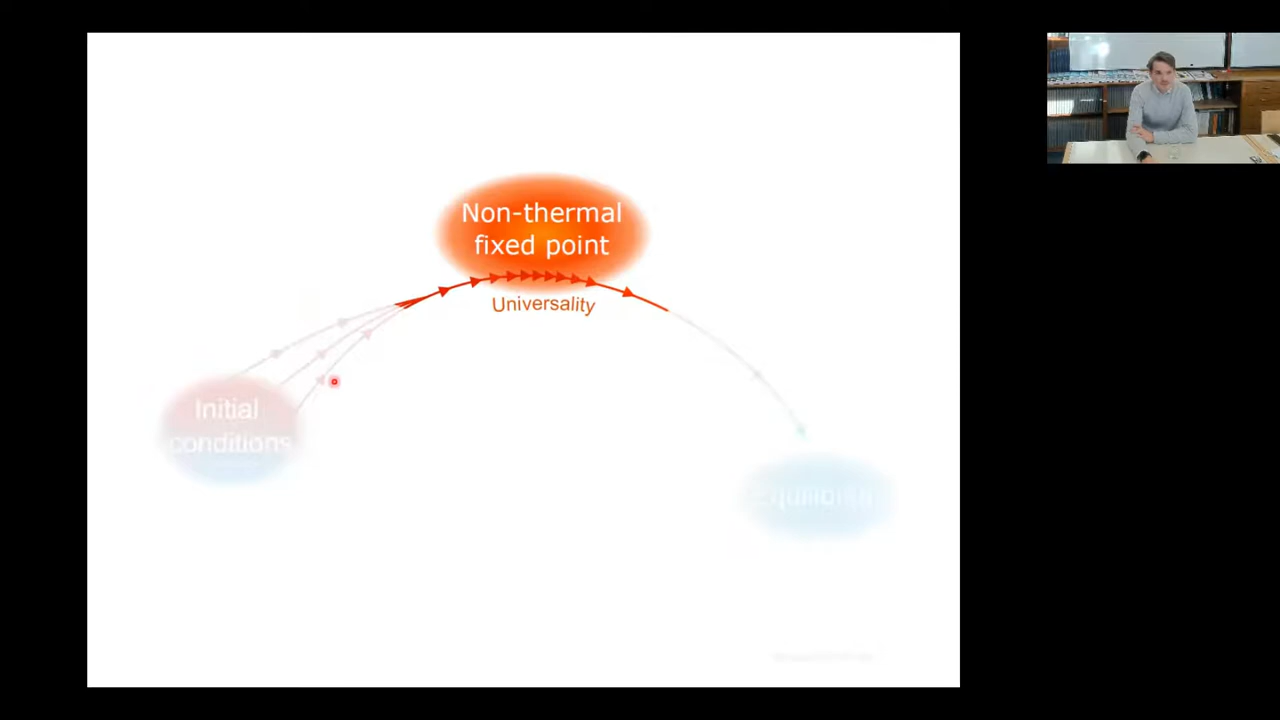 Non-thermal
fixed point
Universality
Initial
conditions